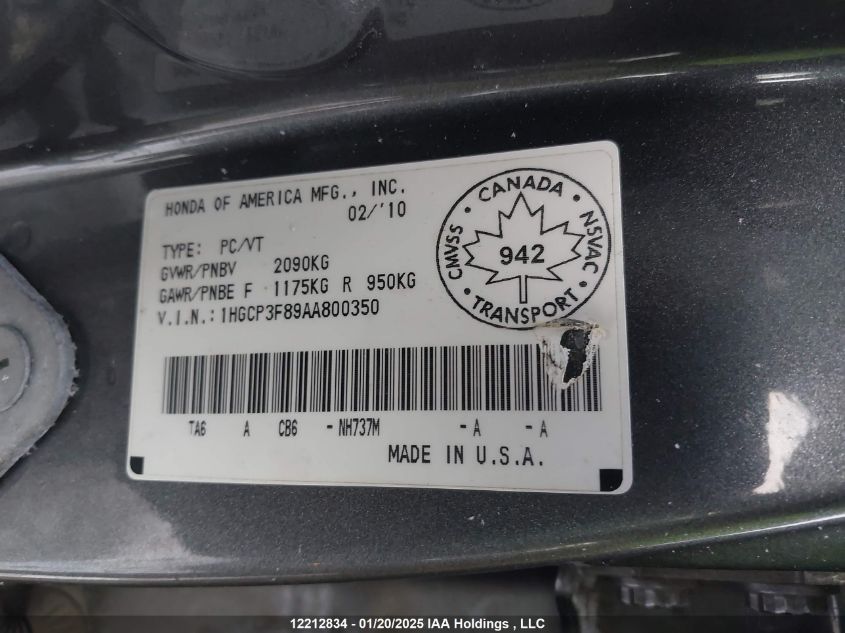 HONDA OF AMERICA MFG., INC.
02/'10
TYPE: PC/VT
GVWR/PNBV 2090KG
GAWR/PNBE F 1175KG R 950KG
V.I.N.: 1HGCP3F89AA800350
CANADA
CMVSS
NSVAC
942
TRANSPORT
TA6 A CB6 - NH737M - A - A
MADE IN U.S.A.
12212834 - 01/20/2025 IAA Holdings , LLC